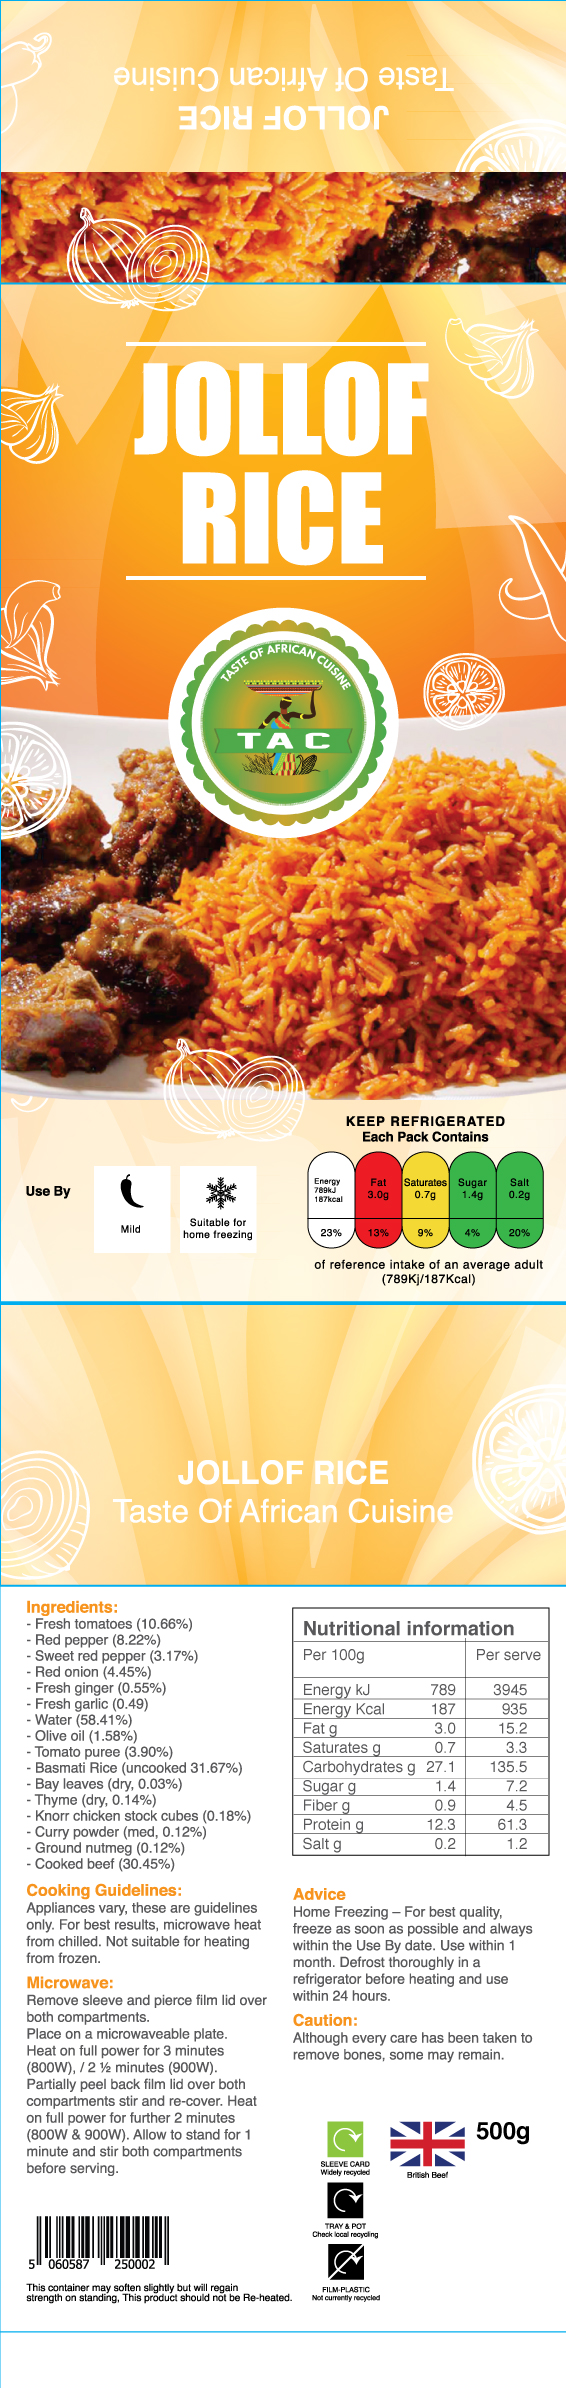 Taste Of African Cuisine
JOLLOF RICE
JOLLOF
RICE
TASTE OF AFRICAN CUISINE
TAC
KEEP REFRIGERATED
Each Pack Contains
Use By
Mild
Suitable for
home freezing
Energy
789kJ
187kcal
23%
Fat
3.0g
13%
Saturates
0.7g
9%
Sugar
1.4g
4%
Salt
0.2g
20%
of reference intake of an average adult
(789Kj/187Kcal)
JOLLOF RICE
Taste Of African Cuisine
Ingredients:
- Fresh tomatoes (10.66%)
- Red pepper (8.22%)
- Sweet red pepper (3.17%)
- Red onion (4.45%)
- Fresh ginger (0.55%)
- Fresh garlic (0.49)
- Water (58.41%)
- Olive oil (1.58%)
- Tomato puree (3.90%)
- Basmati Rice (uncooked 31.67%)
- Bay leaves (dry, 0.03%)
- Thyme (dry, 0.14%)
- Knorr chicken stock cubes (0.18%)
- Curry powder (med, 0.12%)
- Ground nutmeg (0.12%)
- Cooked beef (30.45%)
Cooking Guidelines:
Appliances vary, these are guidelines
only. For best results, microwave heat
from chilled. Not suitable for heating
from frozen.
Microwave:
Remove sleeve and pierce film lid over
both compartments.
Place on a microwaveable plate.
Heat on full power for 3 minutes
(800W), / 2 ½ minutes (900W).
Partially peel back film lid over both
compartments stir and re-cover. Heat
on full power for further 2 minutes
(800W & 900W). Allow to stand for 1
minute and stir both compartments
before serving.
Nutritional information
Per 100g Per serve
Energy kJ 789 3945
Energy Kcal 187 935
Fat g 3.0 15.2
Saturates g 0.7 3.3
Carbohydrates g 27.1 135.5
Sugar g 1.4 7.2
Fiber g 0.9 4.5
Protein g 12.3 61.3
Salt g 0.2 1.2
Advice
Home Freezing – For best quality,
freeze as soon as possible and always
within the Use By date. Use within 1
month. Defrost thoroughly in a
refrigerator before heating and use
within 24 hours.
Caution:
Although every care has been taken to
remove bones, some may remain.
SLEEVE CARD
Widely recycled
British Beef
500g
TRAY & POT
Check local recycling
FILM-PLASTIC
Not currently recycled
5 060587 250002
This container may soften slightly but will regain
strength on standing, This product should not be Re-heated.